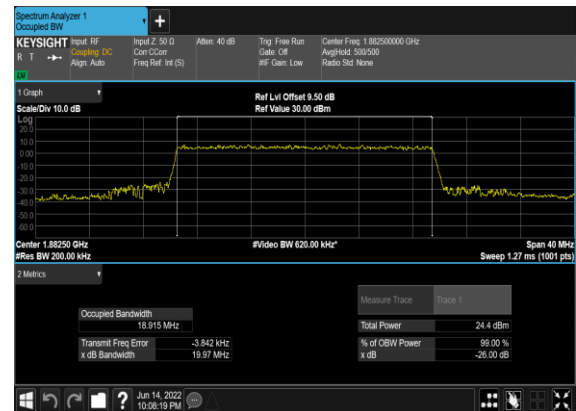 Spectrum Analyzer 1
Occupied BW
+
KEYSIGHT Input: RF Input Z: 50 Ω Atten: 40 dB Trig: Free Run Center Freq: 1.882500000 GHz
R T Coupling: DC Corr CCorr Gate: Off Avg|Hold: 500/500
Align: Auto Freq Ref: Int (S) #IF Gain: Low Radio Std: None
LXI
1 Graph
Ref Lvl Offset 9.50 dB
Scale/Div 10.0 dB Ref Value 30.00 dBm
Log
20.0
10.0
0.00
-10.0
-20.0
-30.0
-40.0
-50.0
-60.0
Center 1.88250 GHz #Video BW 620.00 kHz* Span 40 MHz
#Res BW 200.00 kHz Sweep 1.27 ms (1001 pts)
2 Metrics
Measure Trace Trace 1
Occupied Bandwidth
18.915 MHz Total Power 24.4 dBm
Transmit Freq Error -3.842 kHz % of OBW Power 99.00 %
x dB Bandwidth 19.97 MHz x dB -26.00 dB
? Jun 14, 2022
10:08:19 PM